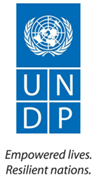 U N
D P
Empowered lives.
Resilient nations.